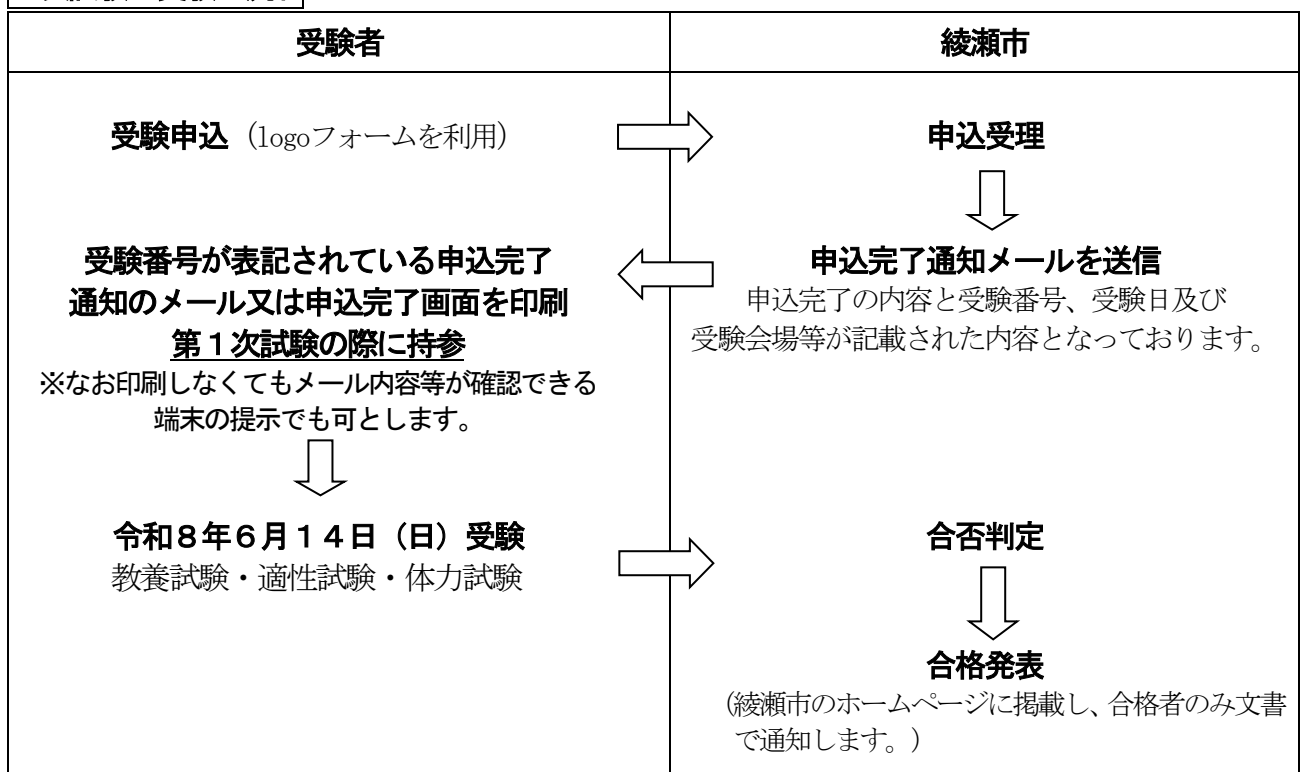 受験者
綾瀬市
受験申込（logoフォームを利用）
申込受理
受験番号が表記されている申込完了
通知のメール又は申込完了画面を印刷
第１次試験の際に持参
※なお印刷しなくてもメール内容等が確認できる
端末の提示でも可とします。
申込完了通知メールを送信
申込完了の内容と受験番号、受験日及び
受験会場等が記載された内容となっております。
令和８年６月１４日（日）受験
教養試験・適性試験・体力試験
合否判定
合格発表
(綾瀬市のホームページに掲載し、合格者のみ文書
で通知します。）